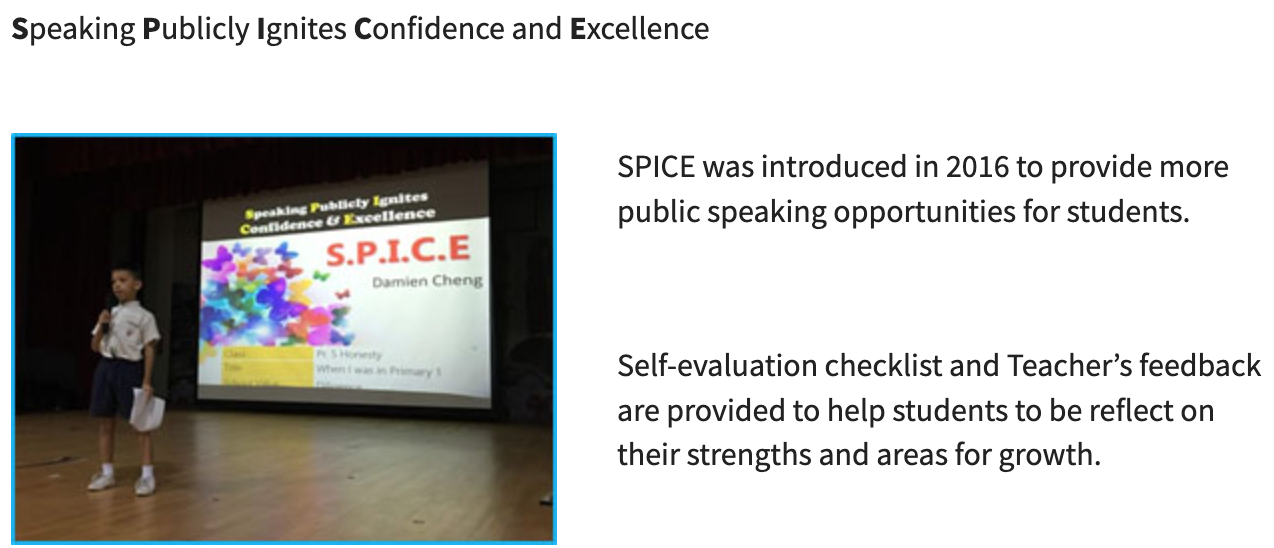 Speaking Publicly Ignites Confidence and Excellence
Speaking Publicly Ignites
Confidence & Excellence
S.P.I.C.E
Damien Cheng
Class Pr. 5 Honesty
Title When I was in Primary 1
SPICE was introduced in 2016 to provide more
public speaking opportunities for students.
Self-evaluation checklist and Teacher’s feedback
are provided to help students to be reflect on
their strengths and areas for growth.